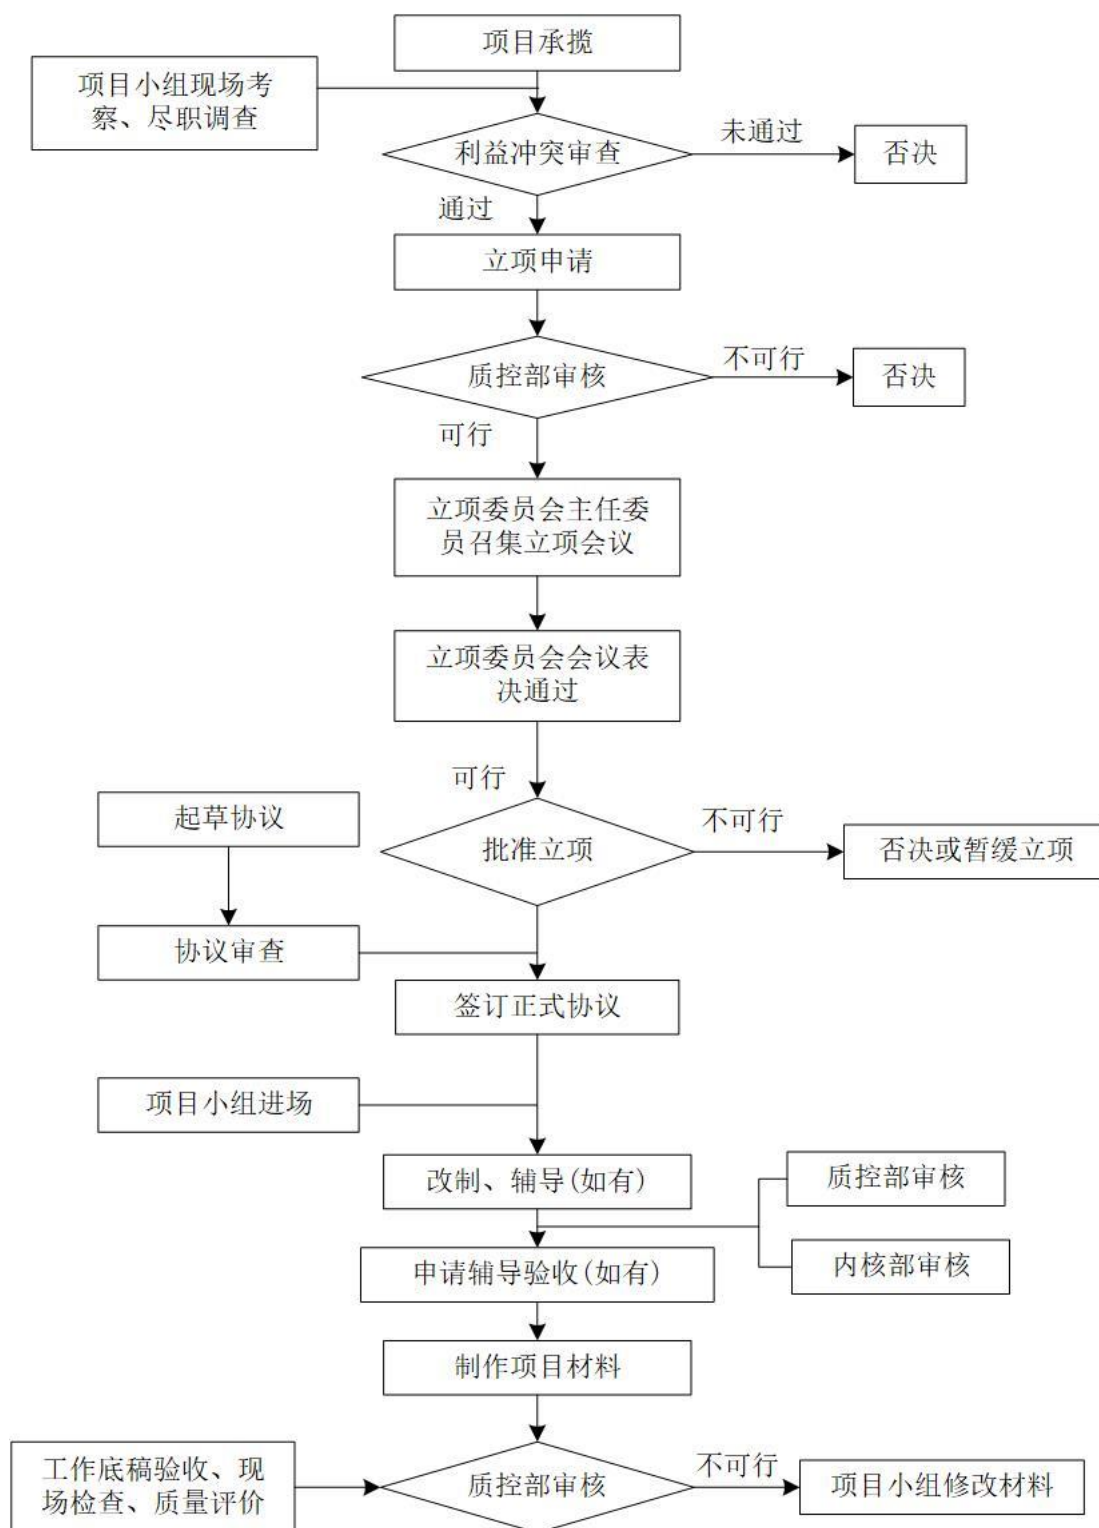 项目承揽
项目小组现场考
察、尽职调查
利益冲突审查
未通过
否决
通过
立项申请
质控部审核
不可行
否决
可行
立项委员会主任委
员召集立项会议
立项委员会会议表
决通过
可行
起草协议
批准立项
不可行
否决或暂缓立项
协议审查
签订正式协议
项目小组进场
改制、辅导(如有)
质控部审核
申请辅导验收(如有)
内核部审核
制作项目材料
工作底稿验收、现
场检查、质量评价
质控部审核
不可行
项目小组修改材料